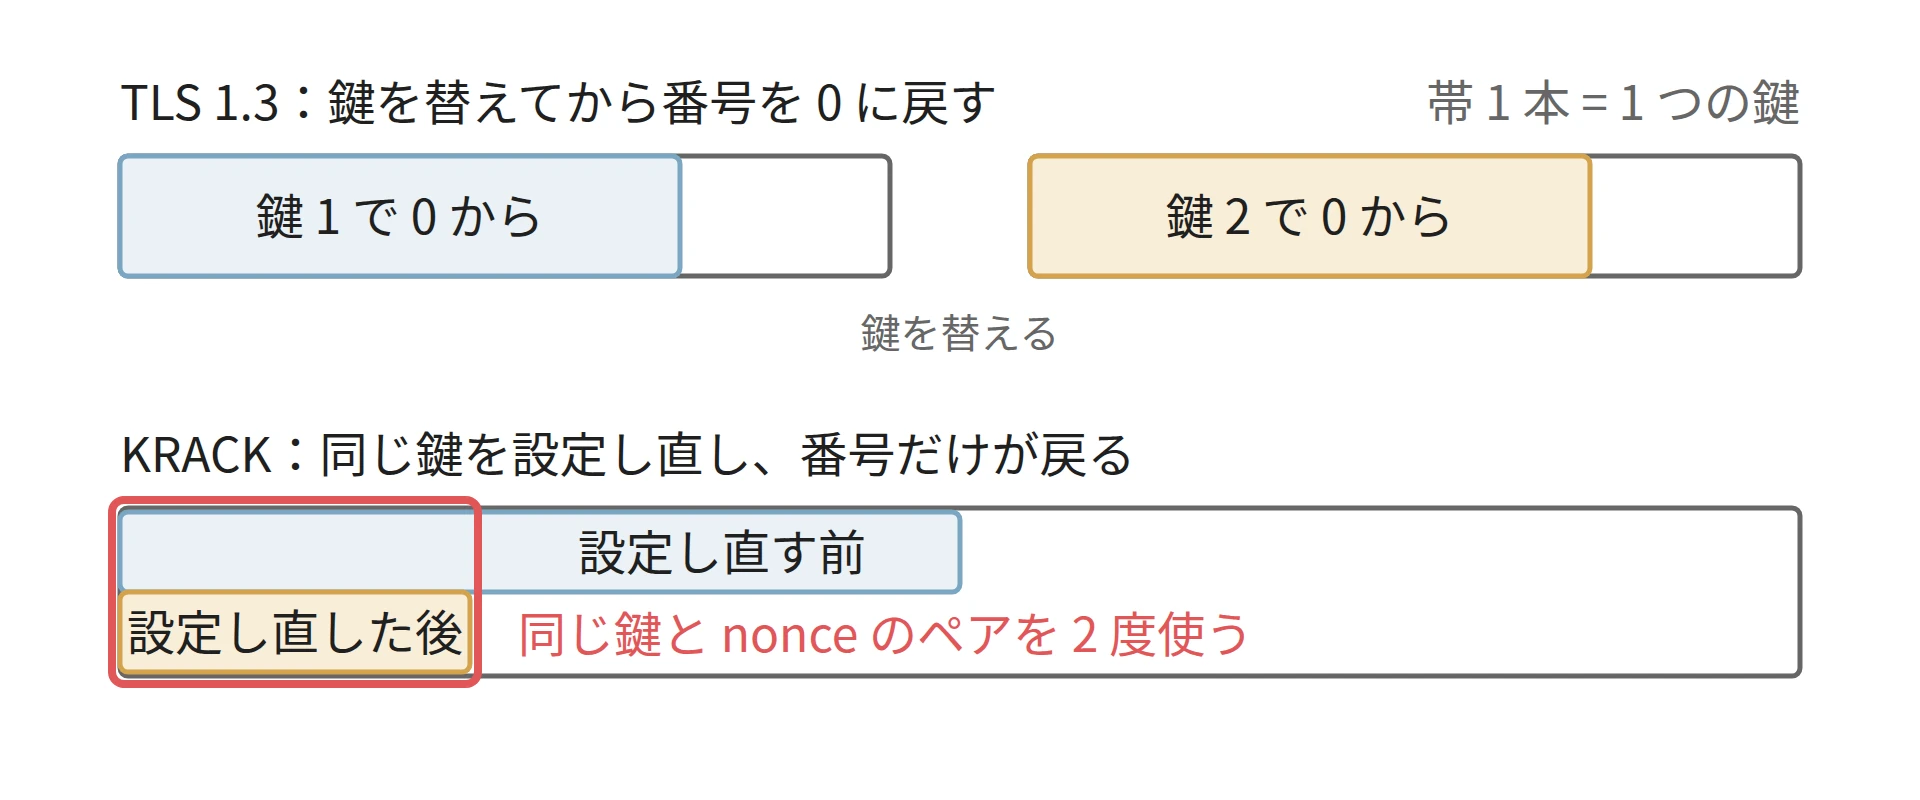 TLS 1.3：鍵を替えてから番号を 0 に戻す
帯 1 本 = 1 つの鍵
鍵 1 で 0 から
鍵 2 で 0 から
鍵を替える
KRACK：同じ鍵を設定し直し、番号だけが戻る
設定し直す前
設定し直した後
同じ鍵と nonce のペアを 2 度使う